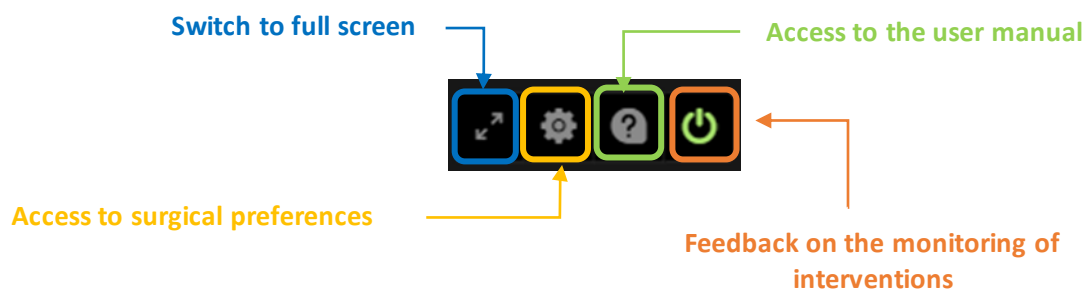 Switch to full screen
Access to the user manual
?
Access to surgical preferences
Feedback on the monitoring of
interventions